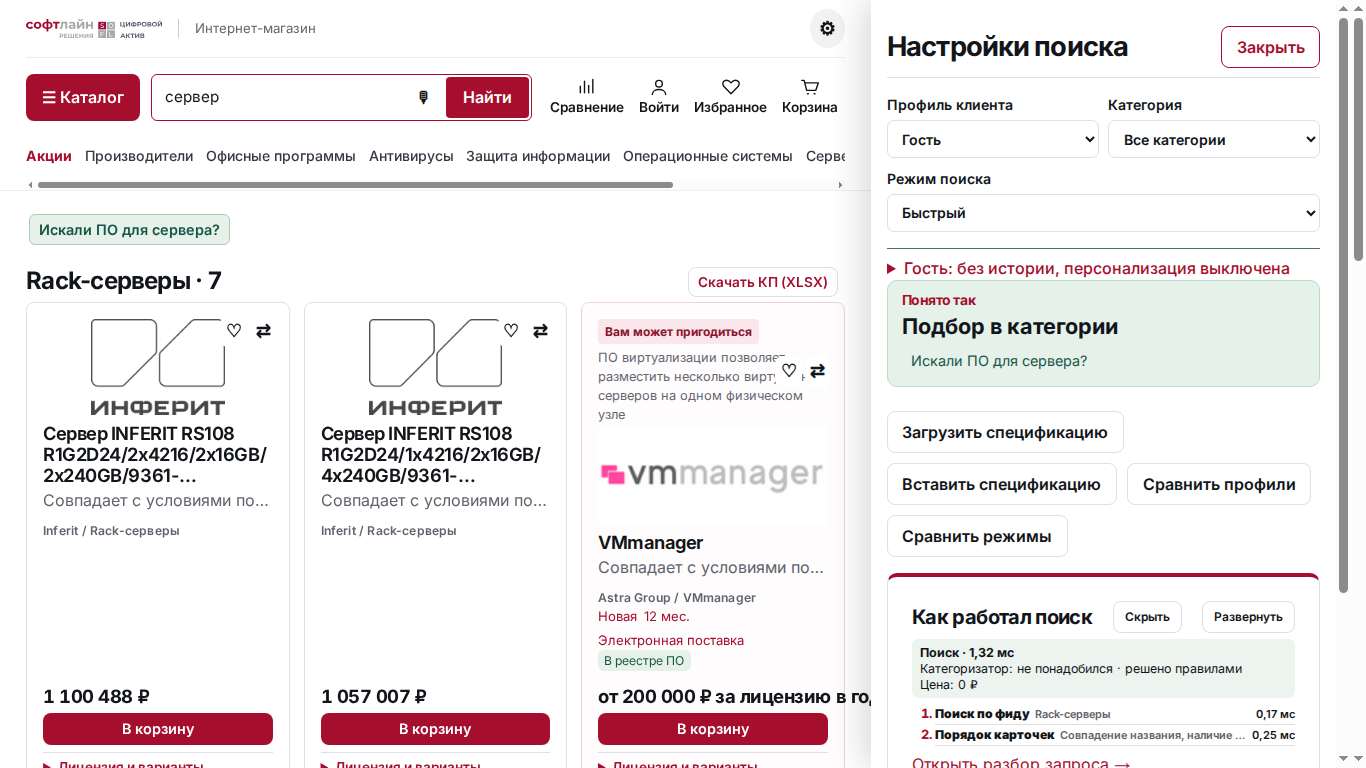 софтлайн
РЕШЕНИЯ
ЦИФРОВОЙ
АКТИВ
Интернет-магазин
☰ Каталог
сервер
Найти
Сравнение
Войти
Избранное
Корзина
Акции
Производители
Офисные программы
Антивирусы
Защита информации
Операционные системы
Искали ПО для сервера?
Rack-серверы · 7
Скачать КП (XLSX)
ИНФЕРИТ
Сервер INFERIT RS108
R1G2D24/2x4216/2x16GB/
2x240GB/9361-…
Совпадает с условиями по…
Inferit / Rack-серверы
1 100 488 ₽
В корзину
Лицензия и варианты
ИНФЕРИТ
Сервер INFERIT RS108
R1G2D24/1x4216/2x16GB/
4x240GB/9361-…
Совпадает с условиями по…
Inferit / Rack-серверы
1 057 007 ₽
В корзину
Лицензия и варианты
Вам может пригодиться
ПО виртуализации позволяет
разместить несколько
серверов на одном физическом
узле
vmmanager
VMmanager
Совпадает с условиями по…
Astra Group / VMmanager
Новая 12 мес.
Электронная поставка
В реестре ПО
от 200 000 ₽ за лицензию в
В корзину
Лицензия и варианты
Настройки поиска
Закрыть
Профиль клиента
Категория
Гость
Все категории
Режим поиска
Быстрый
Гость: без истории, персонализация выключена
Понято так
Подбор в категории
Искали ПО для сервера?
Загрузить спецификацию
Вставить спецификацию
Сравнить профили
Сравнить режимы
Как работал поиск
Скрыть
Развернуть
Поиск · 1,32 мс
Категоризатор: не понадобился · решено правилами
Цена: 0 ₽
1. Поиск по фиду Rack-серверы 0,17 мс
2. Порядок карточек Совпадение названия, наличие … 0,25 мс
Открыть разбор запроса →